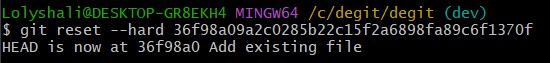 Lolyshali@DESKTOP-GR8EKH4 MINGW64 /c/degit/degit (dev)
$ git reset --hard 36f98a09a2c0285b22c15f2a6898fa89c6f1370f
HEAD is now at 36f98a0 Add existing file